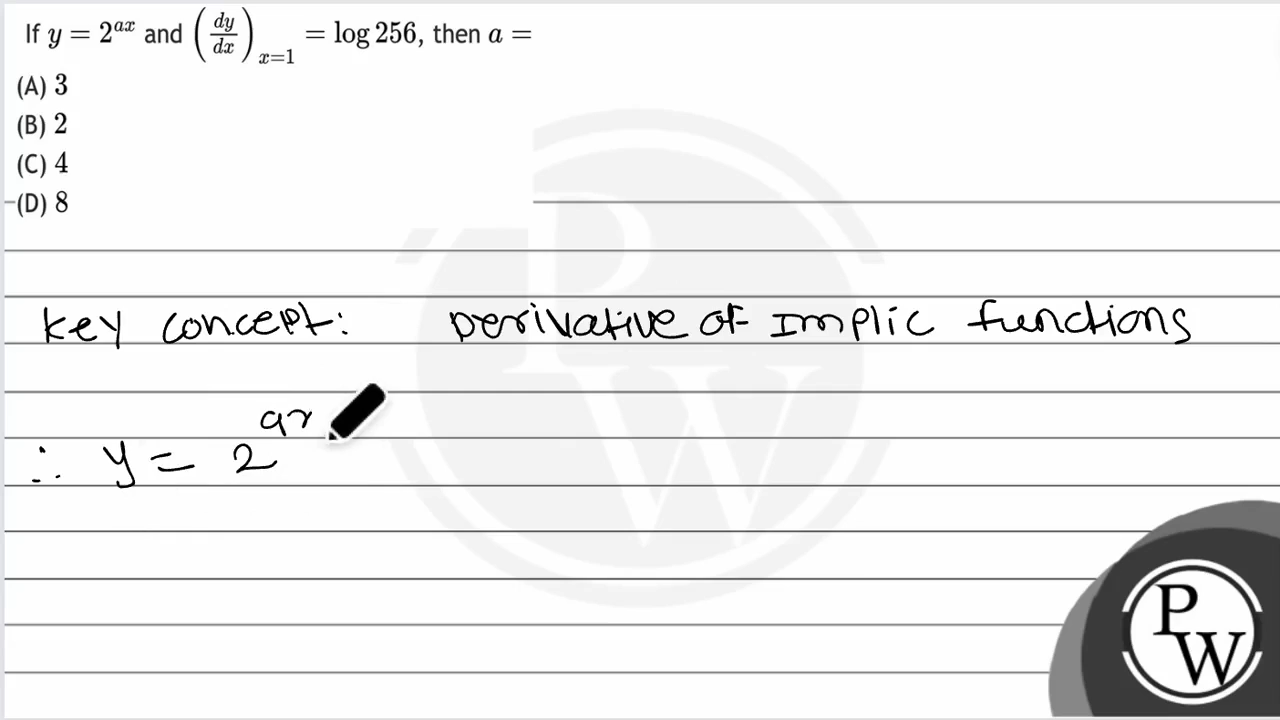 If y = 2^{ax} and (dy/dx)_{x=1} = log 256, then a =
(A) 3
(B) 2
(C) 4
(D) 8
Key concept: Derivative of Implic functions
∴ y = 2^{ax}
P
W
P
W